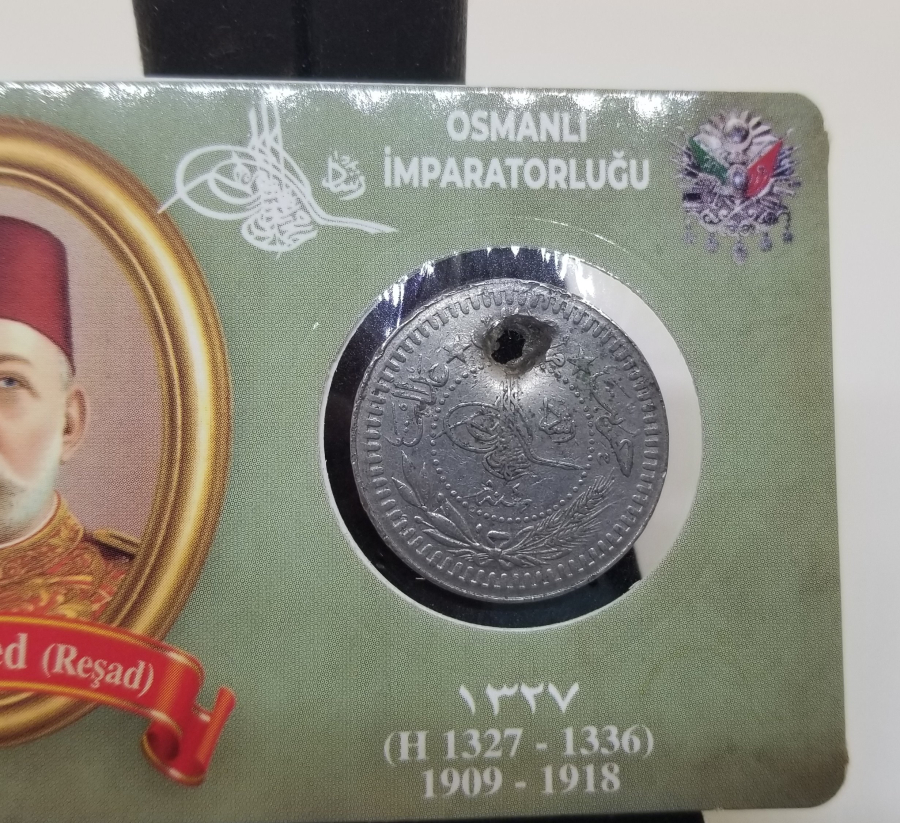 OSMANLI
İMPARATORLUĞU
ed (Reşad)
١٣٢٧
(H 1327 - 1336)
1909 - 1918